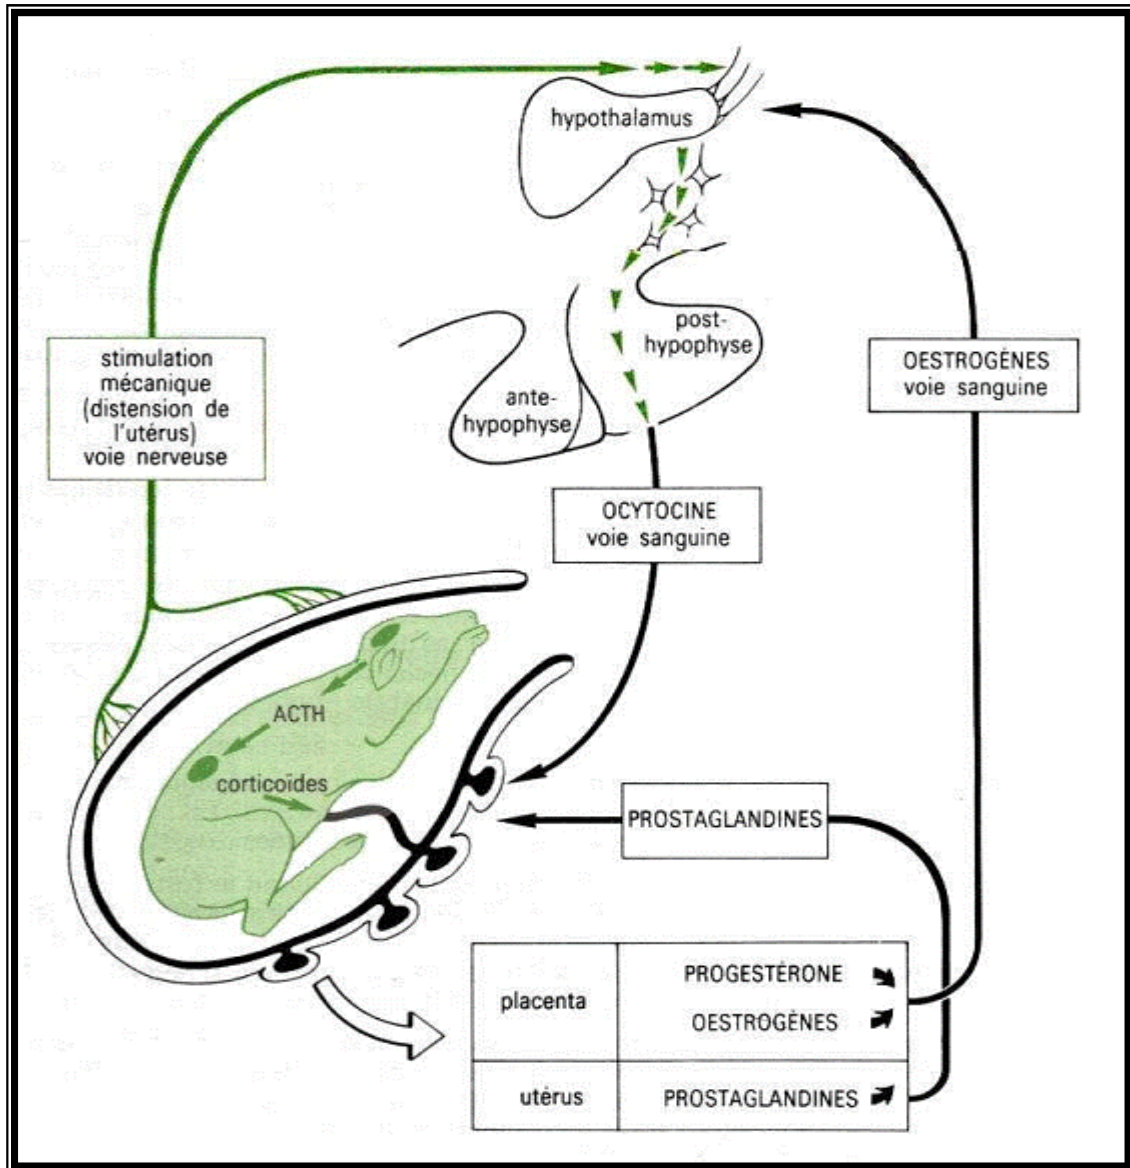 hypothalamus
post-
hypophyse
ante-
hypophyse
stimulation
mécanique
(distension de
l'utérus)
voie nerveuse
OESTROGÈNES
voie sanguine
OCYTOCINE
voie sanguine
ACTH
corticoïdes
PROSTAGLANDINES
placenta
PROGESTÉRONE
OESTROGÈNES
utérus
PROSTAGLANDINES